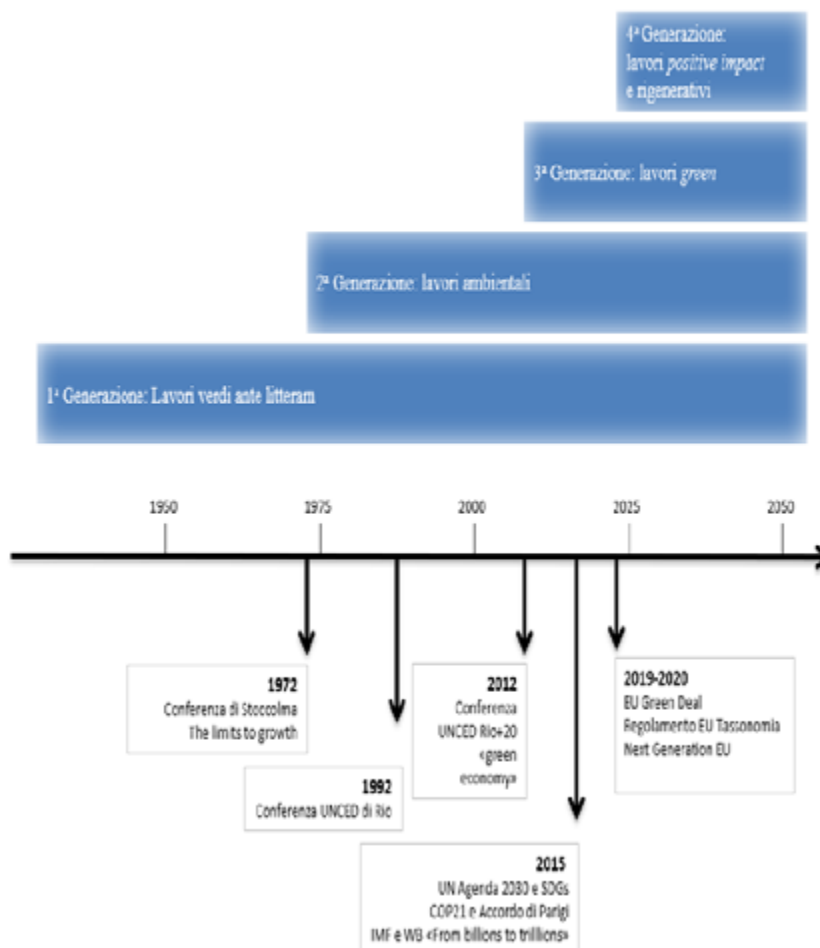 4ª Generazione:
lavori positive impact
e rigenerativi
3ª Generazione: lavori green
2ª Generazione: lavori ambientali
1ª Generazione: Lavori verdi ante litteram
1950
1975
2000
2025
2050
1972
Conferenza di Stoccolma
The limits to growth
1992
Conferenza UNCED di Rio
2012
Conferenza
UNCED Rio+20
«green
economy»
2015
UN Agenda 2030 e SDGs
COP21 e Accordo di Parigi
IMF e WB «From billions to trillions»
2019-2020
EU Green Deal
Regolamento EU Tassonomia
Next Generation EU